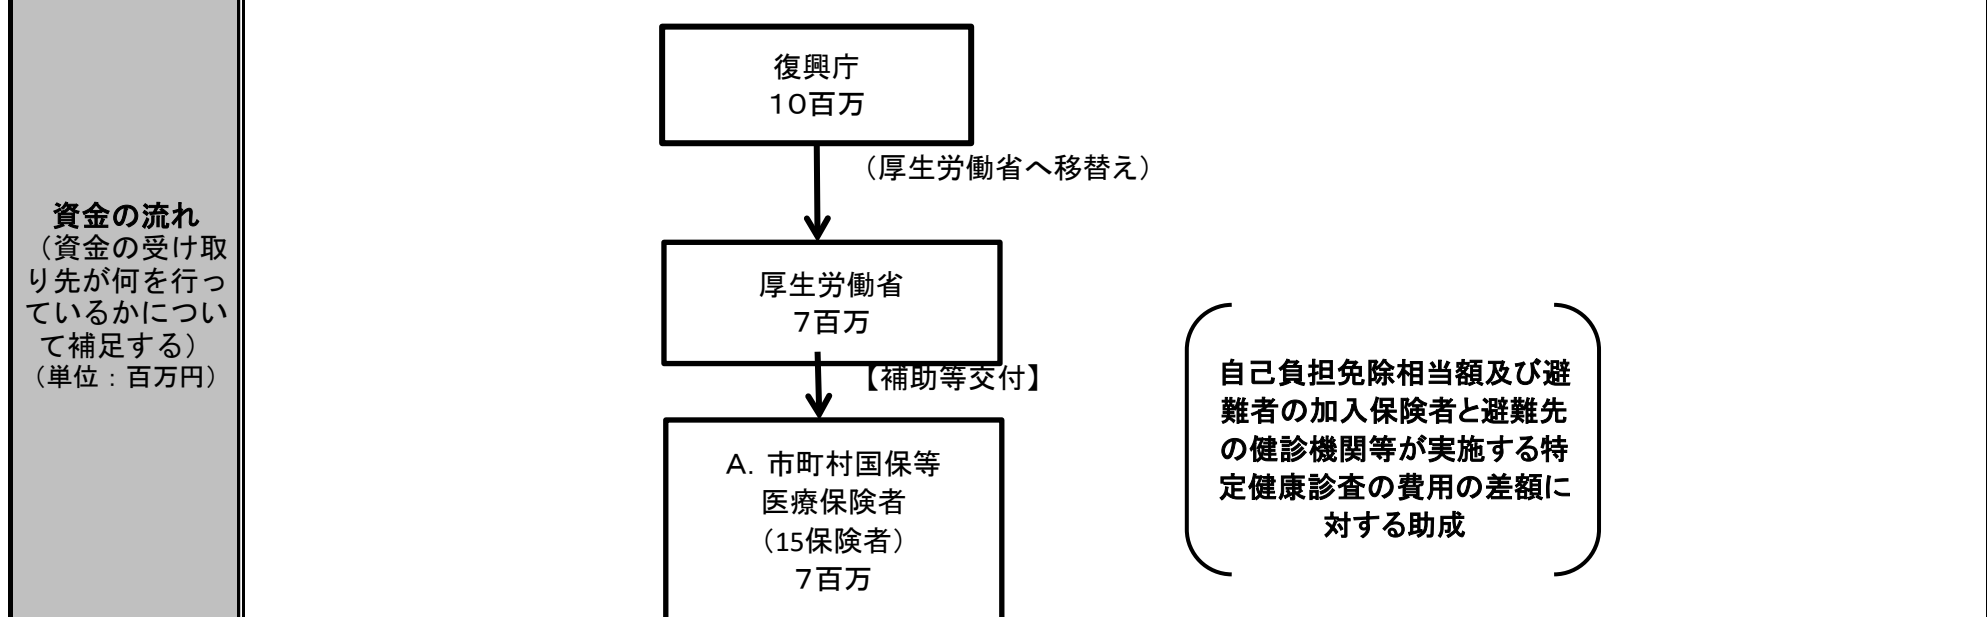 資金の流れ
（資金の受け取
り先が何を行っ
ているかについ
て補足する）
（単位：百万円）
復興庁
１０百万
（厚生労働省へ移替え）
厚生労働省
７百万
【補助等交付】
A．市町村国保等
医療保険者
（15保険者）
７百万
自己負担免除相当額及び避
難者の加入保険者と避難先
の健診機関等が実施する特
定健康診査の費用の差額に
対する助成